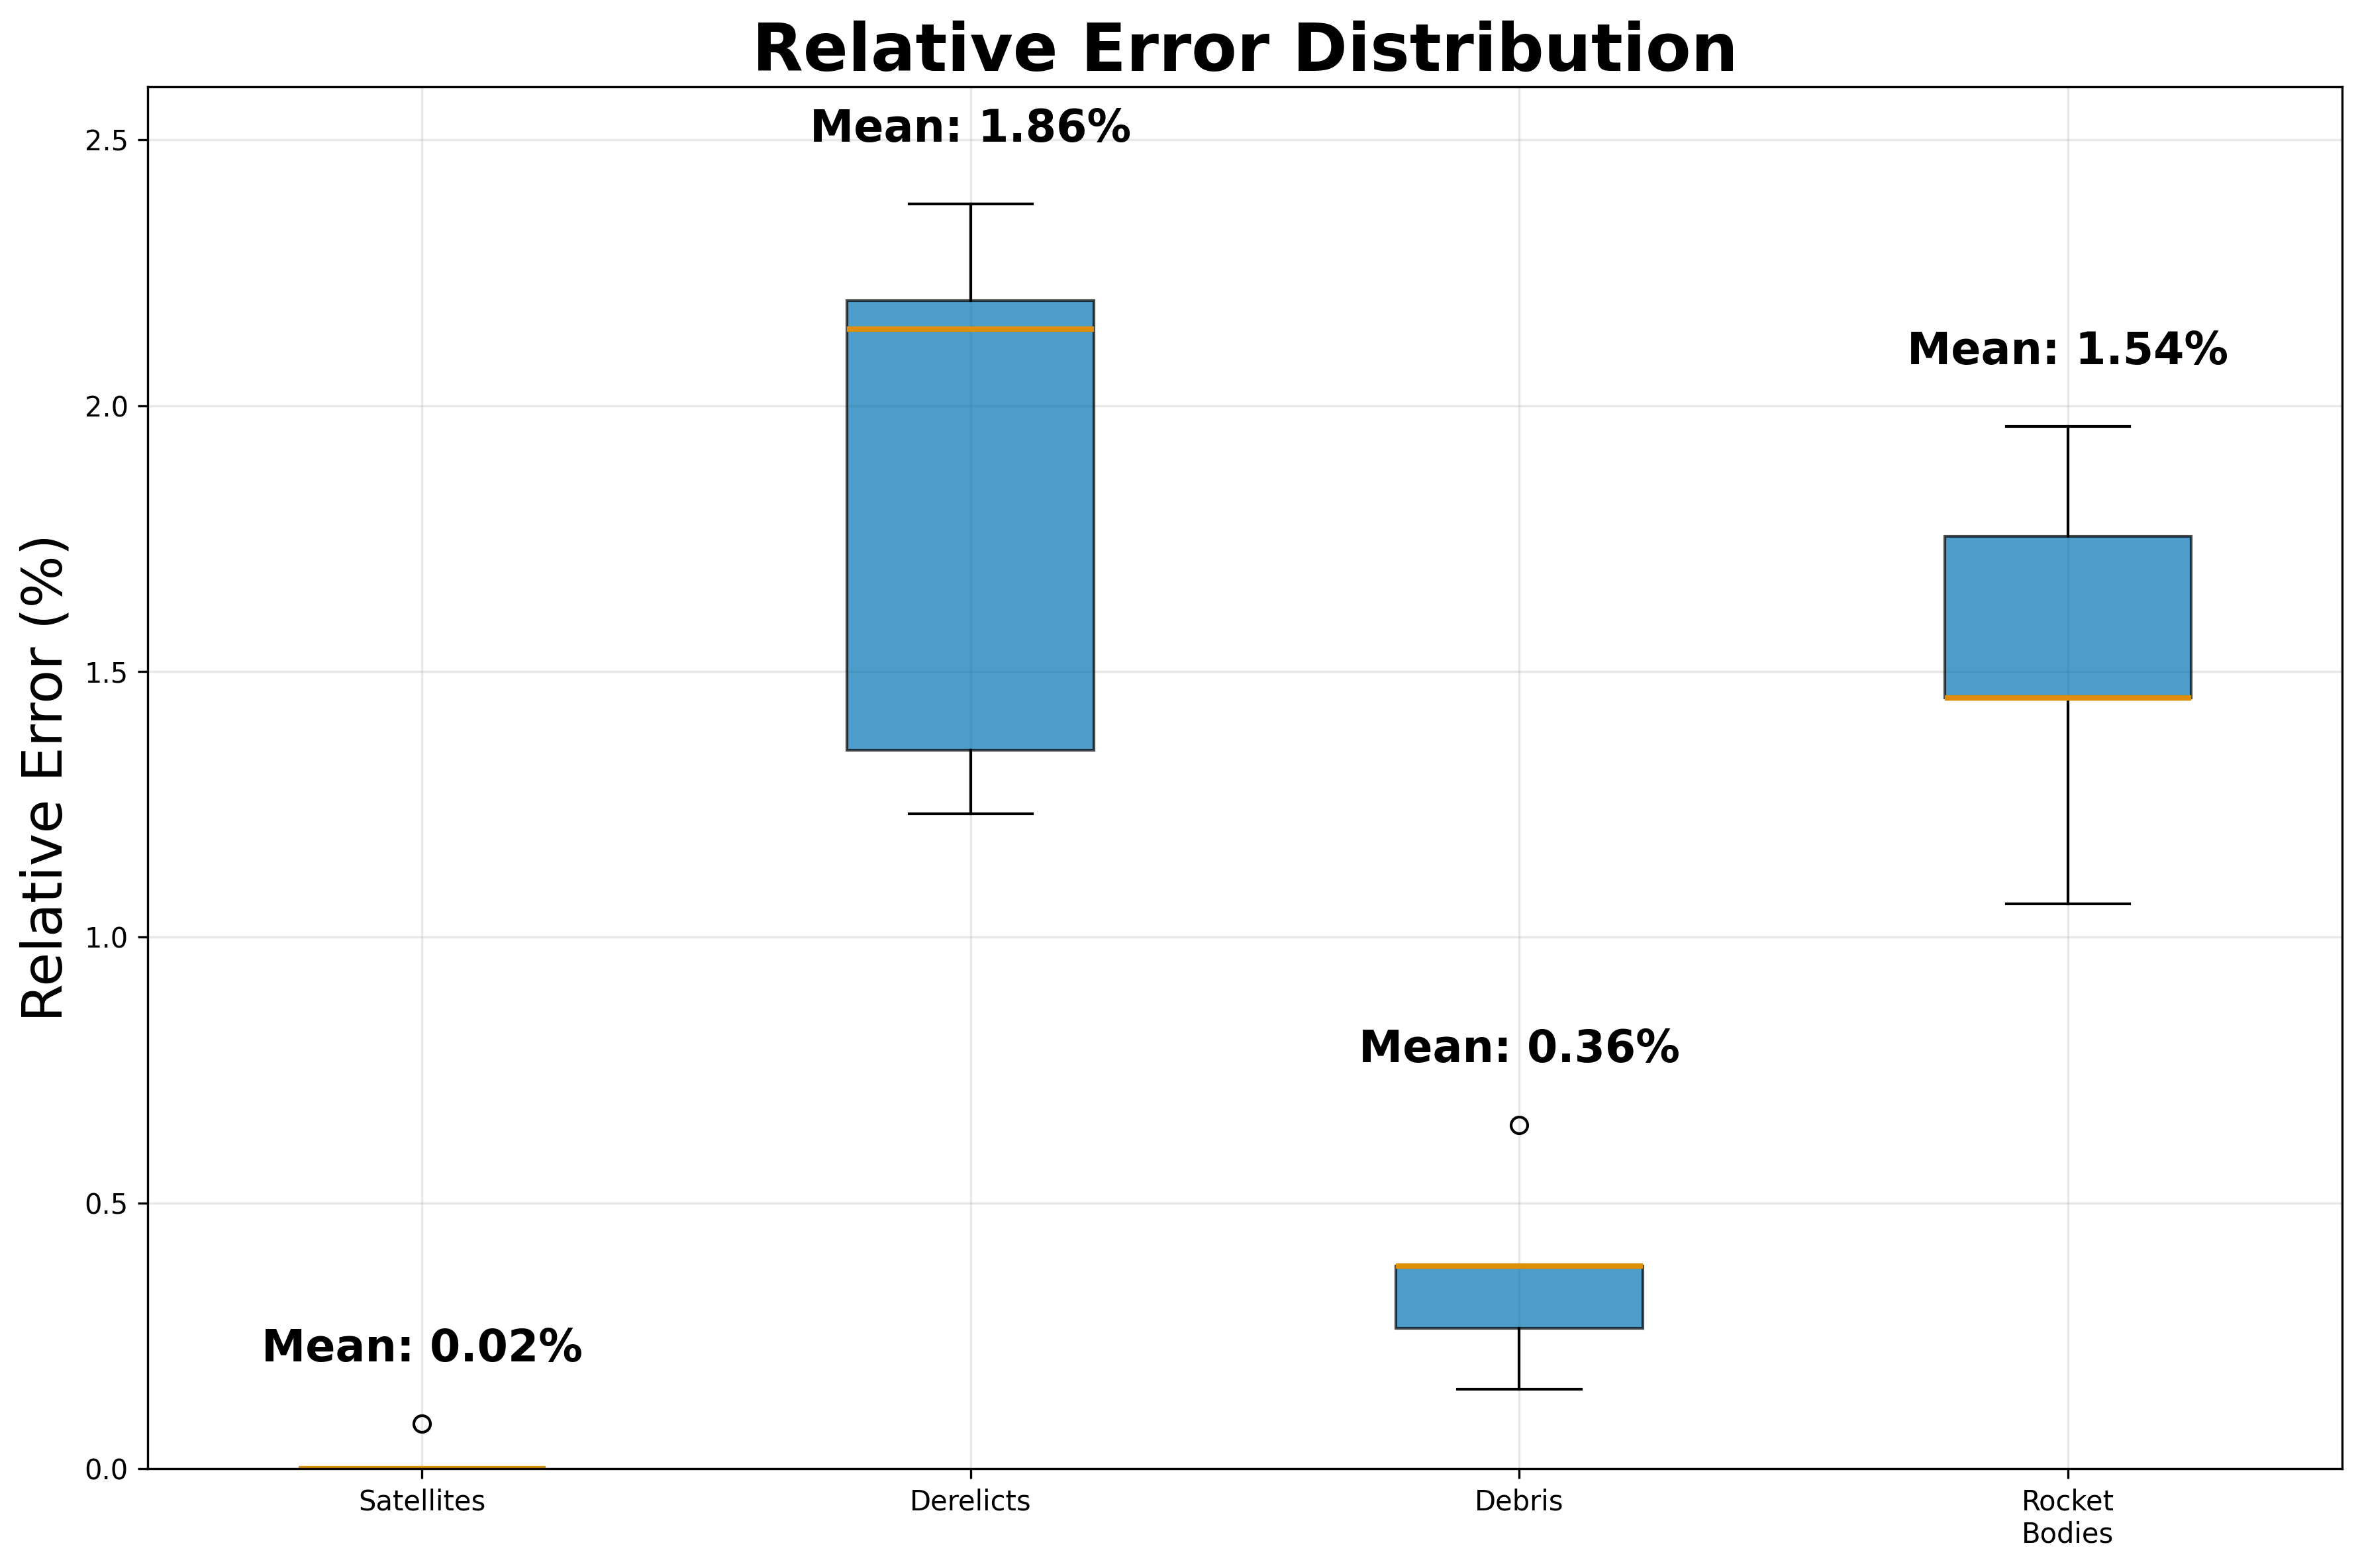 Relative Error Distribution
Relative Error (%)
2.5
2.0
1.5
1.0
0.5
0.0
Mean: 0.02%
Mean: 1.86%
Mean: 0.36%
Mean: 1.54%
Satellites
Derelicts
Debris
Rocket
Bodies